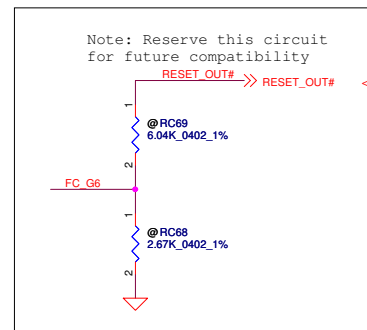 Note: Reserve this circuit
for future compatibility
RESET_OUT#
RESET_OUT#
1
@RC69
6.04K_0402_1%
2
FC_G6
1
@RC68
2.67K_0402_1%
2